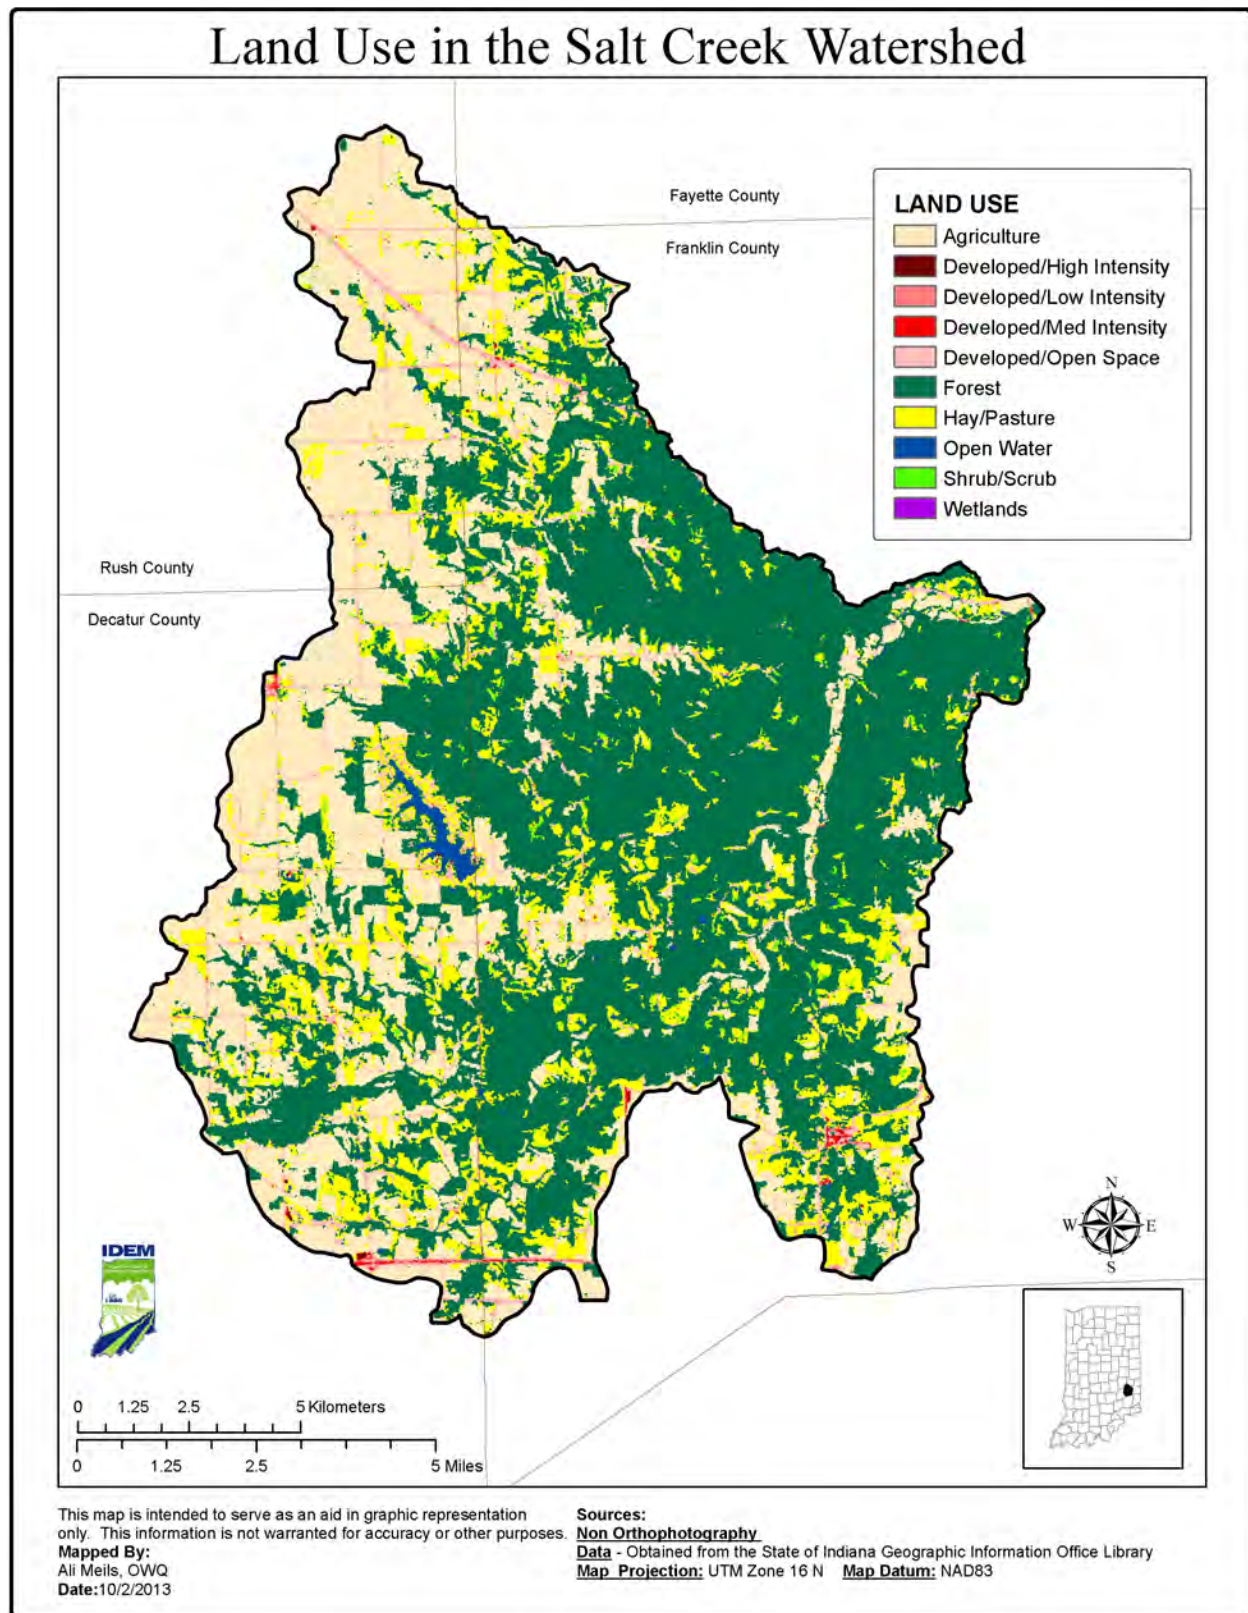 Land Use in the Salt Creek Watershed
Fayette County
Franklin County
LAND USE
Agriculture
Developed/High Intensity
Developed/Low Intensity
Developed/Med Intensity
Developed/Open Space
Forest
Hay/Pasture
Open Water
Shrub/Scrub
Wetlands
Rush County
Decatur County
N
W E
S
IDEM
0 1.25 2.5 5 Kilometers
0 1.25 2.5 5 Miles
This map is intended to serve as an aid in graphic representation
only. This information is not warranted for accuracy or other purposes.
Mapped By:
Ali Meils, OWQ
Date:10/2/2013
Sources:
Non Orthophotography
Data - Obtained from the State of Indiana Geographic Information Office Library
Map Projection: UTM Zone 16 N Map Datum: NAD83